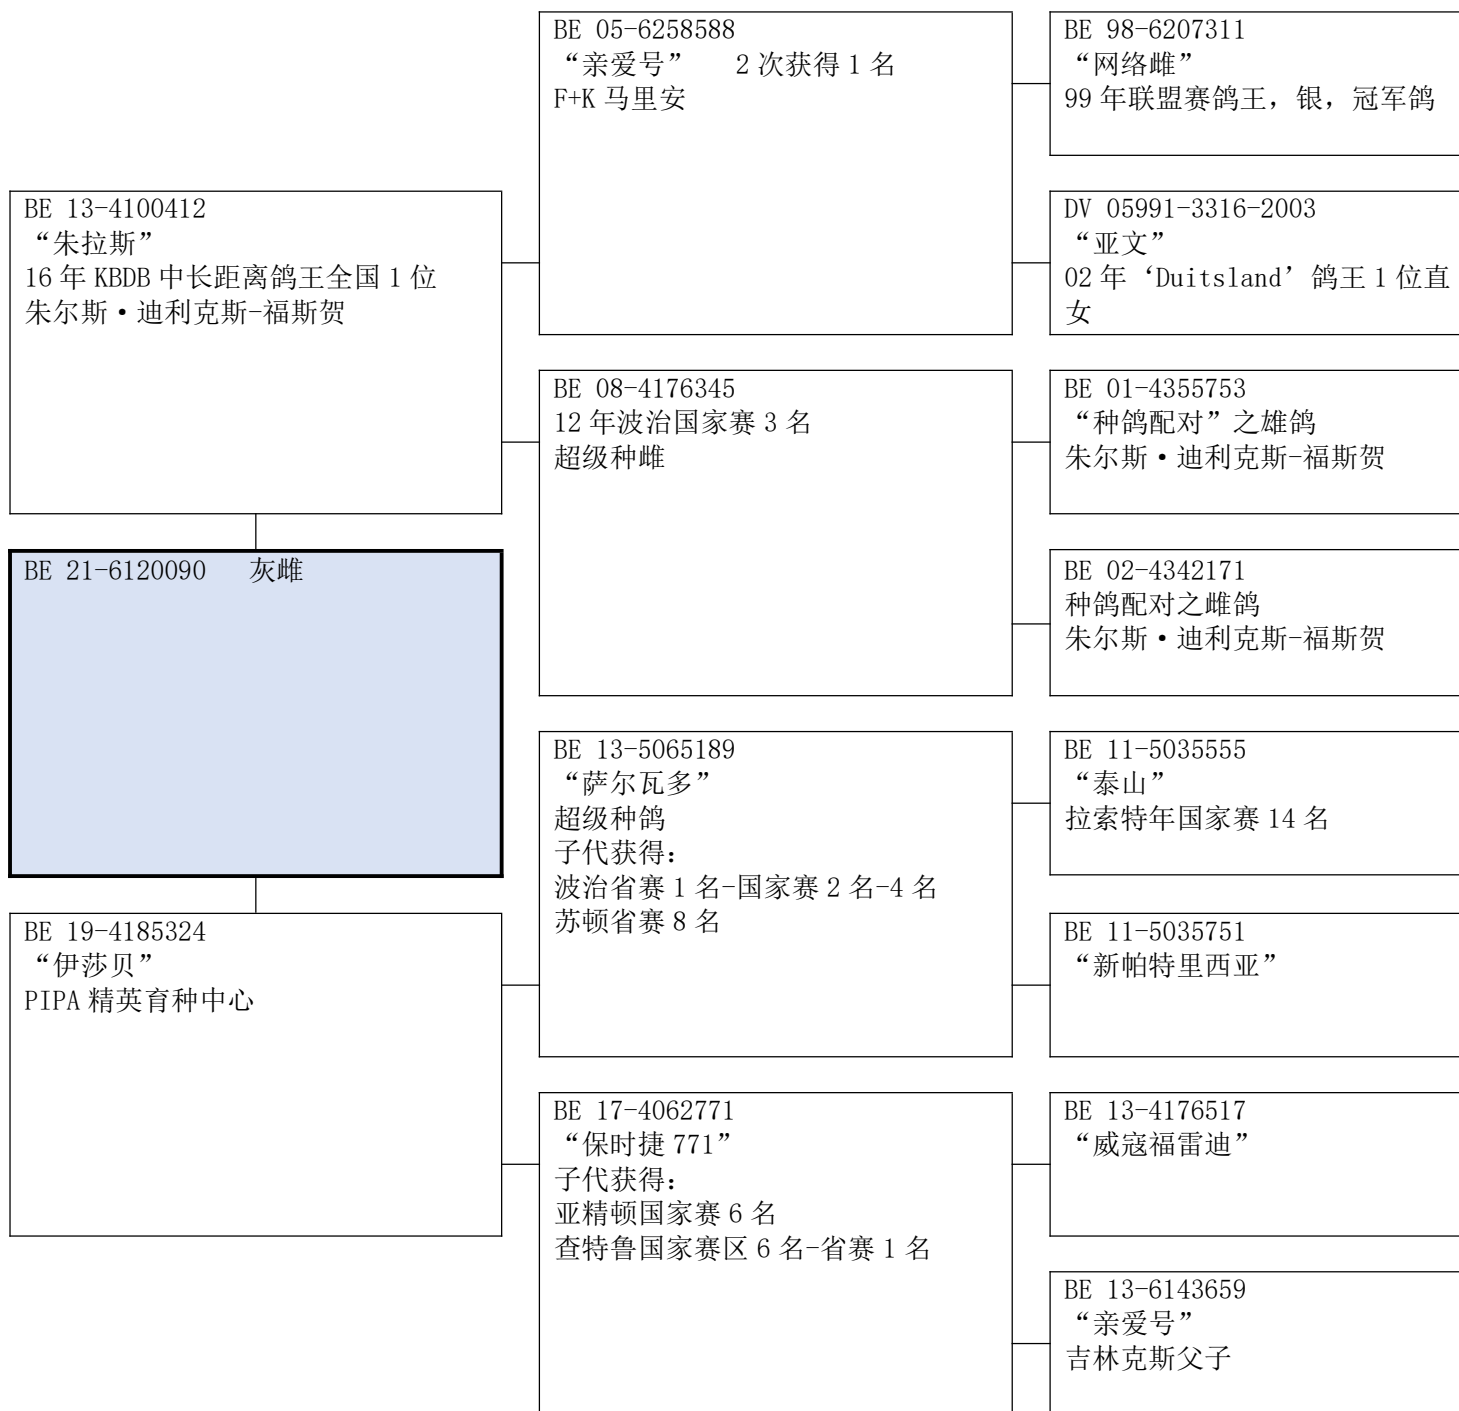 BE 05-6258588
“亲爱号” 2 次获得 1 名
F+K 马里安
BE 98-6207311
“网络雌”
99 年联盟赛鸽王，银，冠军鸽
BE 13-4100412
“朱拉斯”
16 年 KBDB 中长距离鸽王全国 1 位
朱尔斯·迪利克斯-福斯贺
DV 05991-3316-2003
“亚文”
02 年‘Duitsland’鸽王 1 位直
女
BE 08-4176345
12 年波治国家赛 3 名
超级种雌
BE 01-4355753
“种鸽配对”之雄鸽
朱尔斯·迪利克斯-福斯贺
BE 21-6120090 灰雌
BE 02-4342171
种鸽配对之雌鸽
朱尔斯·迪利克斯-福斯贺
BE 13-5065189
“萨尔瓦多”
超级种鸽
子代获得：
波治省赛 1 名-国家赛 2 名-4 名
苏顿省赛 8 名
BE 11-5035555
“泰山”
拉索特年国家赛 14 名
BE 19-4185324
“伊莎贝”
PIPA 精英育种中心
BE 11-5035751
“新帕特里西亚”
BE 17-4062771
“保时捷 771”
子代获得：
亚精顿国家赛 6 名
查特鲁国家赛区 6 名-省赛 1 名
BE 13-4176517
“威寇福雷迪”
BE 13-6143659
“亲爱号”
吉林克斯父子